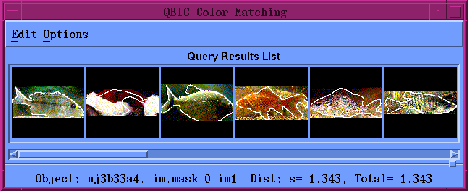 QBIC Color Matching
Edit Options
Query Results List
Object: mj3b33a4, im,mask 0 im1 Dist: s= 1.343, Total= 1.343